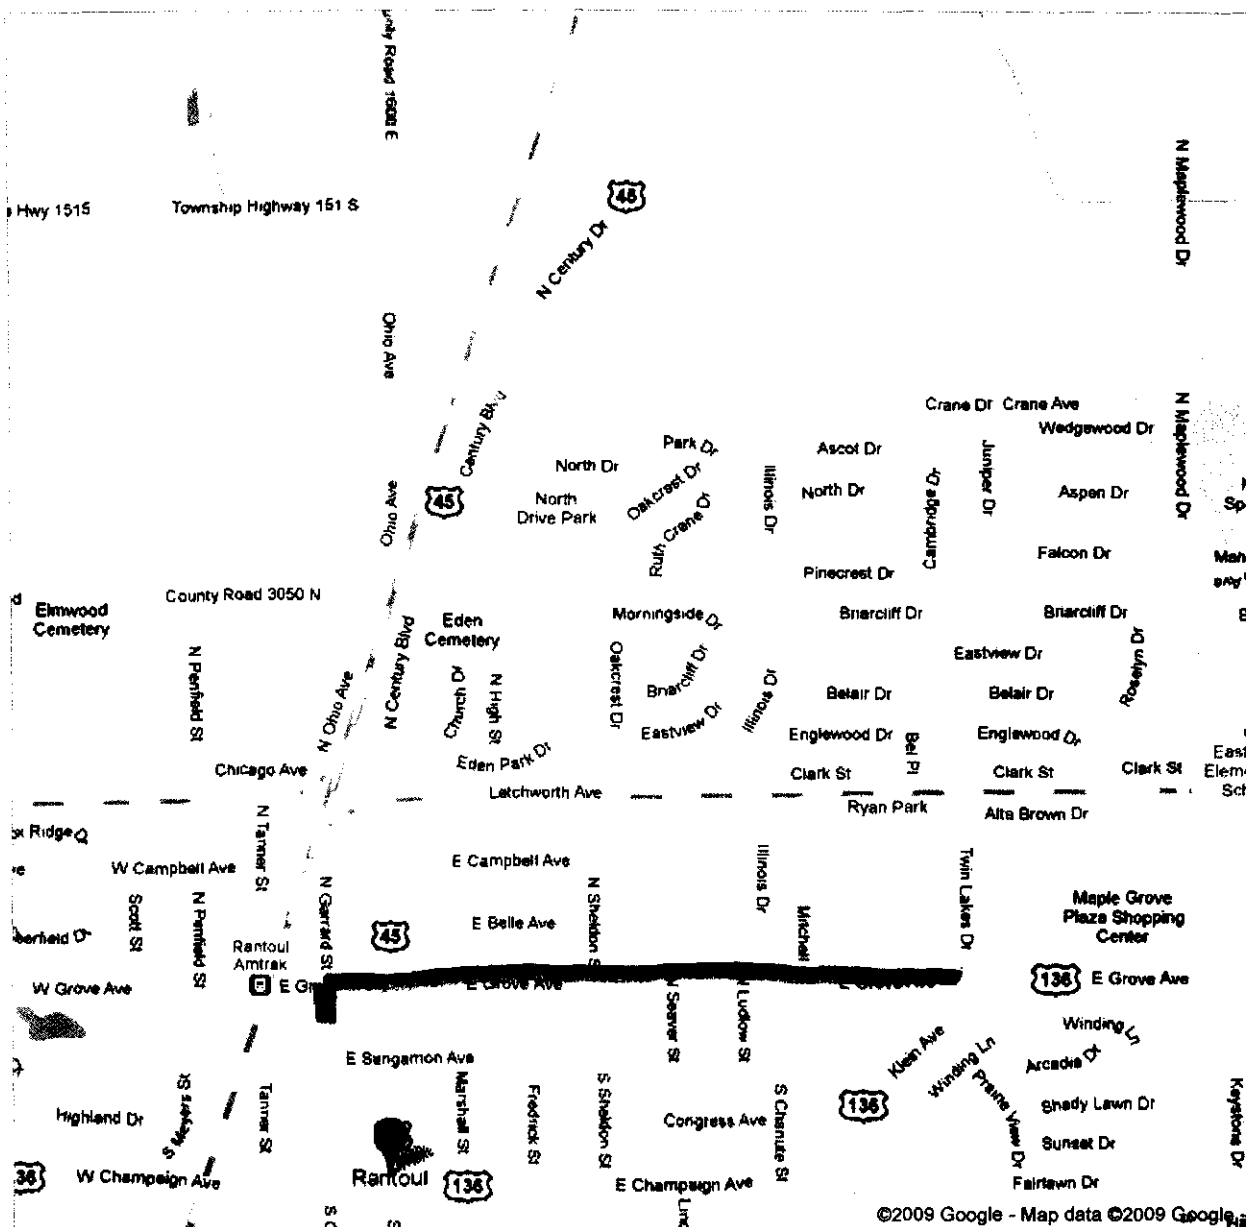 Hwy 1515
Township Highway 151 S
45
N Century Dr
N Maplewood Dr
Ohio Ave
Century Blvd
Crane Dr Crane Ave
Wedgewood Dr
N Maplewood Dr
Park Dr
Ascot Dr
Juniper Dr
North Dr
Oakcrest Dr
Illinois Dr
North Dr
Cambridge Dr
Aspen Dr
45
Ohio Ave
North
Drive Park
Ruth Crane Dr
Falcon Dr
Pinecrest Dr
County Road 3050 N
Elmwood
Cemetery
Eden
Cemetery
Morningside Dr
Briarcliff Dr
Briarcliff Dr
N Penfield St
N Century Blvd
Oakcrest Dr
Briarcliff Dr
Eastview Dr
Roselyn Dr
N Ohio Ave
Church Dr
N High St
Illinois Dr
Belair Dr
Belair Dr
Eastview Dr
Englewood Dr
Bel Pl
Englewood Dr
Chicago Ave
Eden Park Dr
Clark St
Clark St
Clark St
Letchworth Ave
Ryan Park
Alta Brown Dr
N Tanner St
W Campbell Ave
E Campbell Ave
Illinois Dr
Twin Lakes Dr
Scott St
N Penfield St
N Garrard St
E Belle Ave
N Sheldon S
Mitchell
Maple Grove
Plaza Shopping
Center
45
Rantoul
Amtrak
W Grove Ave
E Grove Ave
136
E Grove Ave
N Seaver St
N Ludlow St
Winding Ln
Klein Ave
Winding Ln
Arcadia Dr
E Sangamon Ave
Highland Dr
S Meyers St
Tanner St
Marshall St
Fredrick St
S Sheldon St
Congress Ave
S Chanute St
136
Prairie View Dr
Shady Lawn Dr
Sunset Dr
Keystone Dr
W Champaign Ave
Rantoul
136
E Champaign Ave
Fairlawn Dr
©2009 Google - Map data ©2009 Google